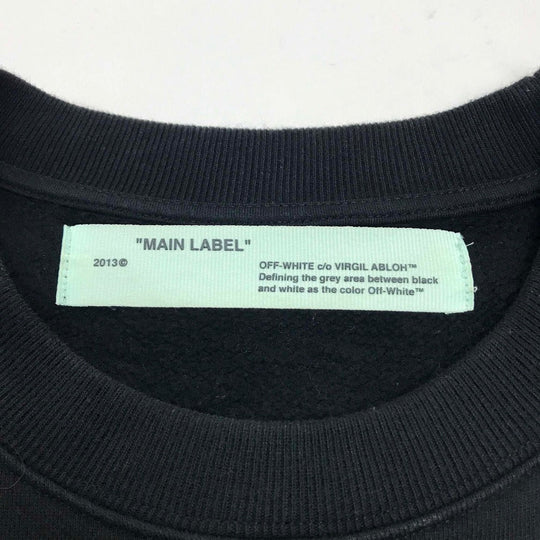 "MAIN LABEL"
2013©
OFF-WHITE c/o VIRGIL ABLOH™
Defining the grey area between black
and white as the color Off-White™